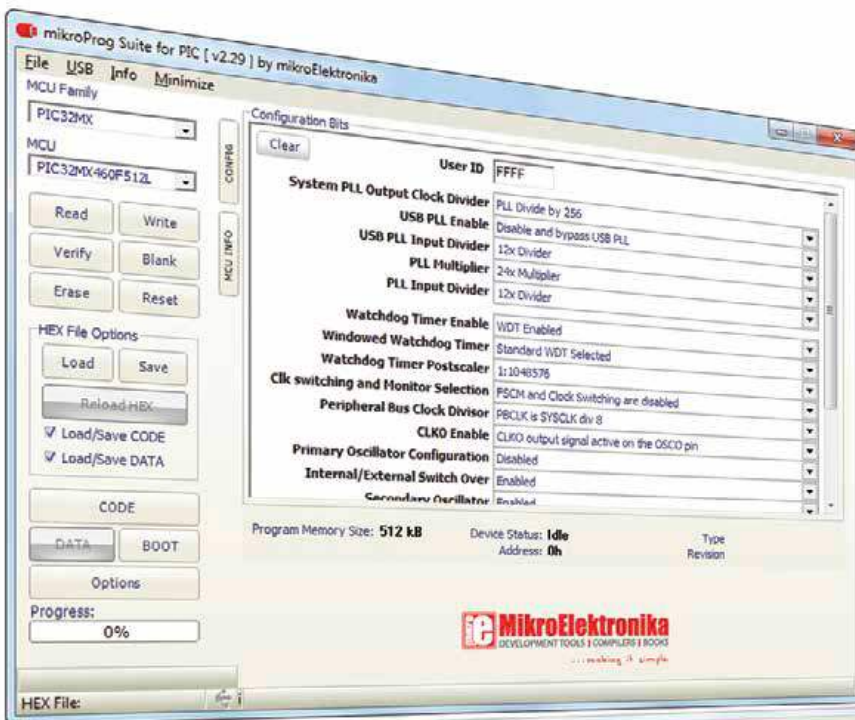 mikroProg Suite for PIC [ v2.29 ] by mikroElektronika
File USB Info Minimize
MCU Family
PIC32MX
MCU
PIC32MX460F512L
Read Write
Verify Blank
Erase Reset
HEX File Options
Load Save
Reload HEX
Load/Save CODE
Load/Save DATA
CODE
DATA BOOT
Options
Progress:
0%
HEX File:
CONFIG
MCU INFO
Configuration Bits
Clear
User ID FFFF
System PLL Output Clock Divider PLL Divide by 256
USB PLL Enable Disable and bypass USB PLL
USB PLL Input Divider 12x Divider
PLL Multiplier 24x Multiplier
PLL Input Divider 12x Divider
Watchdog Timer Enable WDT Enabled
Windowed Watchdog Timer Standard WDT Selected
Watchdog Timer Postscaler 1:1048576
Clk switching and Monitor Selection FSCM and Clock Switching are disabled
Peripheral Bus Clock Divisor PBCLK is SYSCLK div 8
CLKO Enable CLKO output signal active on the OSCO pin
Primary Oscillator Configuration Disabled
Internal/External Switch Over Enabled
Secondary Oscillator Enabled
Program Memory Size: 512 kB Device Status: Idle Type
Address: 0h Revision
MikroElektronika
DEVELOPMENT TOOLS | COMPILERS | BOOKS
...making it simple